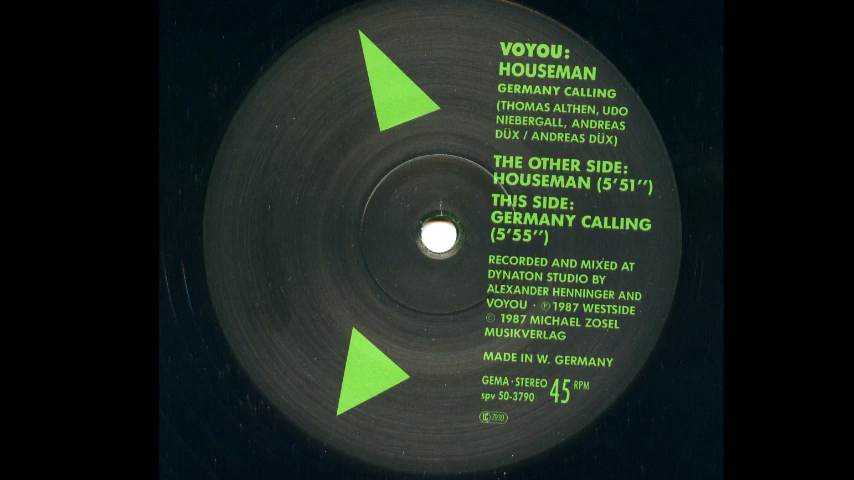 VOYOU:
HOUSEMAN
GERMANY CALLING
(THOMAS ALTHEN, UDO
NIEBERGALL, ANDREAS
DÜX / ANDREAS DÜX)
THE OTHER SIDE:
HOUSEMAN (5'51'')
THIS SIDE:
GERMANY CALLING
(5'55'')
RECORDED AND MIXED AT
DYNATON STUDIO BY
ALEXANDER HENNINGER AND
VOYOU · Ⓟ 1987 WESTSIDE
© 1987 MICHAEL ZOSEL
MUSIKVERLAG
MADE IN W. GERMANY
GEMA · STEREO 45 RPM
spv 50-3790
LC